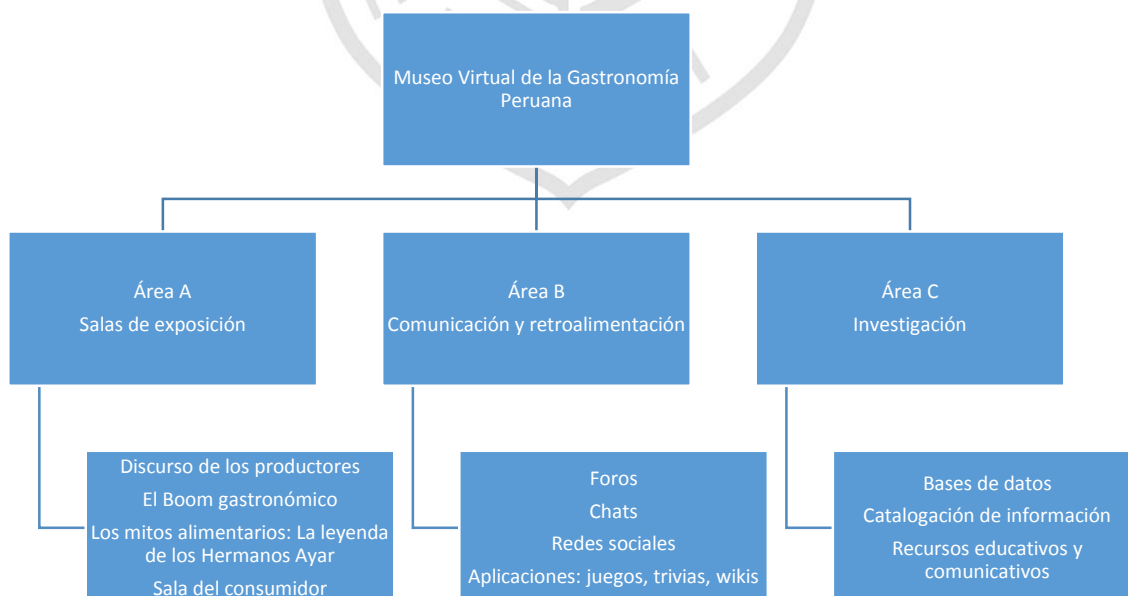 Museo Virtual de la Gastronomía
Peruana
Área A
Salas de exposición
Área B
Comunicación y retroalimentación
Área C
Investigación
Discurso de los productores
El Boom gastronómico
Los mitos alimentarios: La leyenda
de los Hermanos Ayar
Sala del consumidor
Foros
Chats
Redes sociales
Aplicaciones: juegos, trivias, wikis
Bases de datos
Catalogación de información
Recursos educativos y
comunicativos